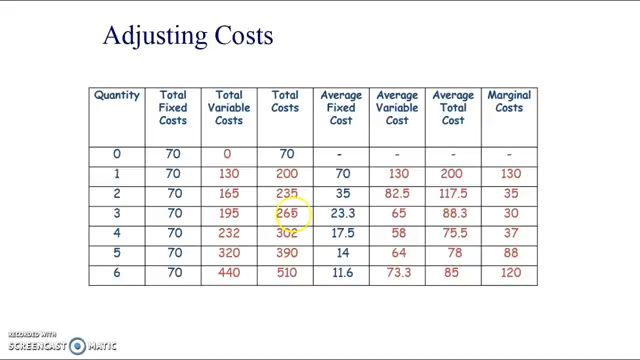 Adjusting Costs
Quantity Total Fixed Costs Total Variable Costs Total Costs Average Fixed Cost Average Variable Cost Average Total Cost Marginal Costs
0 70 0 70 - - - -
1 70 130 200 70 130 200 130
2 70 165 235 35 82.5 117.5 35
3 70 195 265 23.3 65 88.3 30
4 70 232 302 17.5 58 75.5 37
5 70 320 390 14 64 78 88
6 70 440 510 11.6 73.3 85 120
RECORDED WITH
SCREENCAST MATIC